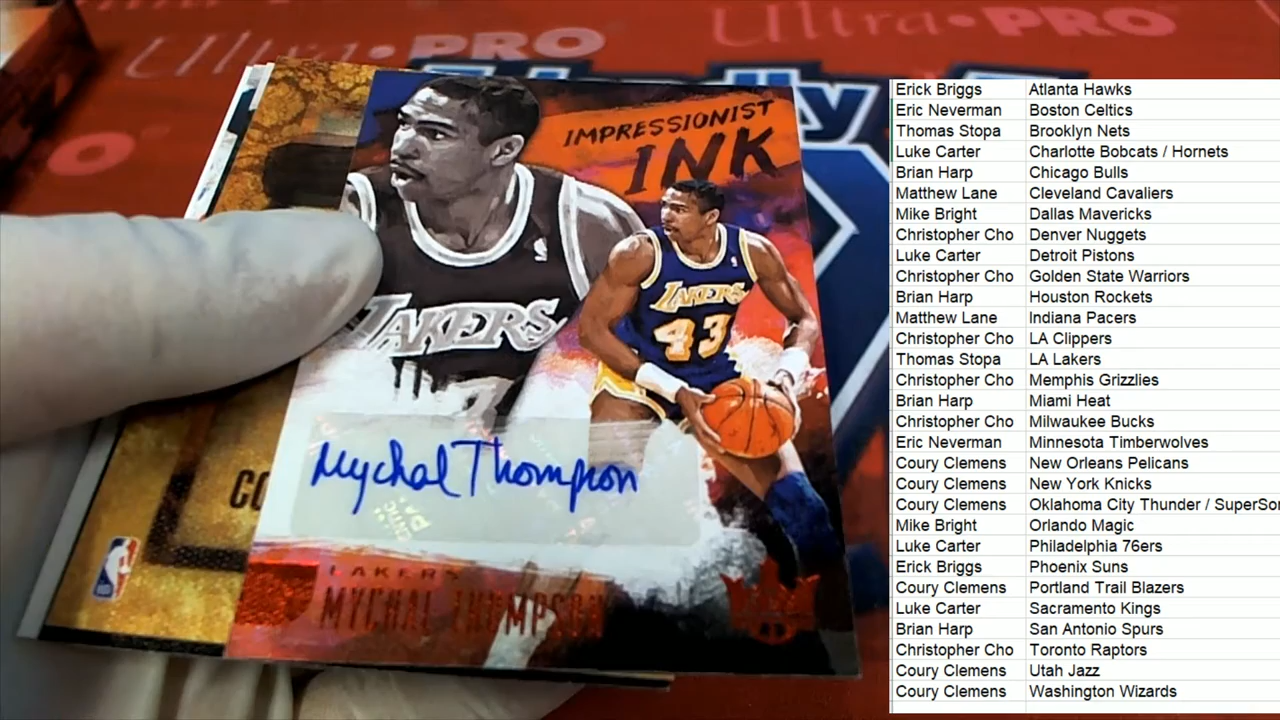 Ultra PRO
Ultra PRO
IMPRESSIONIST
INK
LAKERS
LAKERS
43
Mychal Thompson
LAKERS
MYCHAL THOMPSON
CO
Erick Briggs Atlanta Hawks
Eric Neverman Boston Celtics
Thomas Stopa Brooklyn Nets
Luke Carter Charlotte Bobcats / Hornets
Brian Harp Chicago Bulls
Matthew Lane Cleveland Cavaliers
Mike Bright Dallas Mavericks
Christopher Cho Denver Nuggets
Luke Carter Detroit Pistons
Christopher Cho Golden State Warriors
Brian Harp Houston Rockets
Matthew Lane Indiana Pacers
Christopher Cho LA Clippers
Thomas Stopa LA Lakers
Christopher Cho Memphis Grizzlies
Brian Harp Miami Heat
Christopher Cho Milwaukee Bucks
Eric Neverman Minnesota Timberwolves
Coury Clemens New Orleans Pelicans
Coury Clemens New York Knicks
Coury Clemens Oklahoma City Thunder / SuperSo
Mike Bright Orlando Magic
Luke Carter Philadelphia 76ers
Erick Briggs Phoenix Suns
Coury Clemens Portland Trail Blazers
Luke Carter Sacramento Kings
Brian Harp San Antonio Spurs
Christopher Cho Toronto Raptors
Coury Clemens Utah Jazz
Coury Clemens Washington Wizards